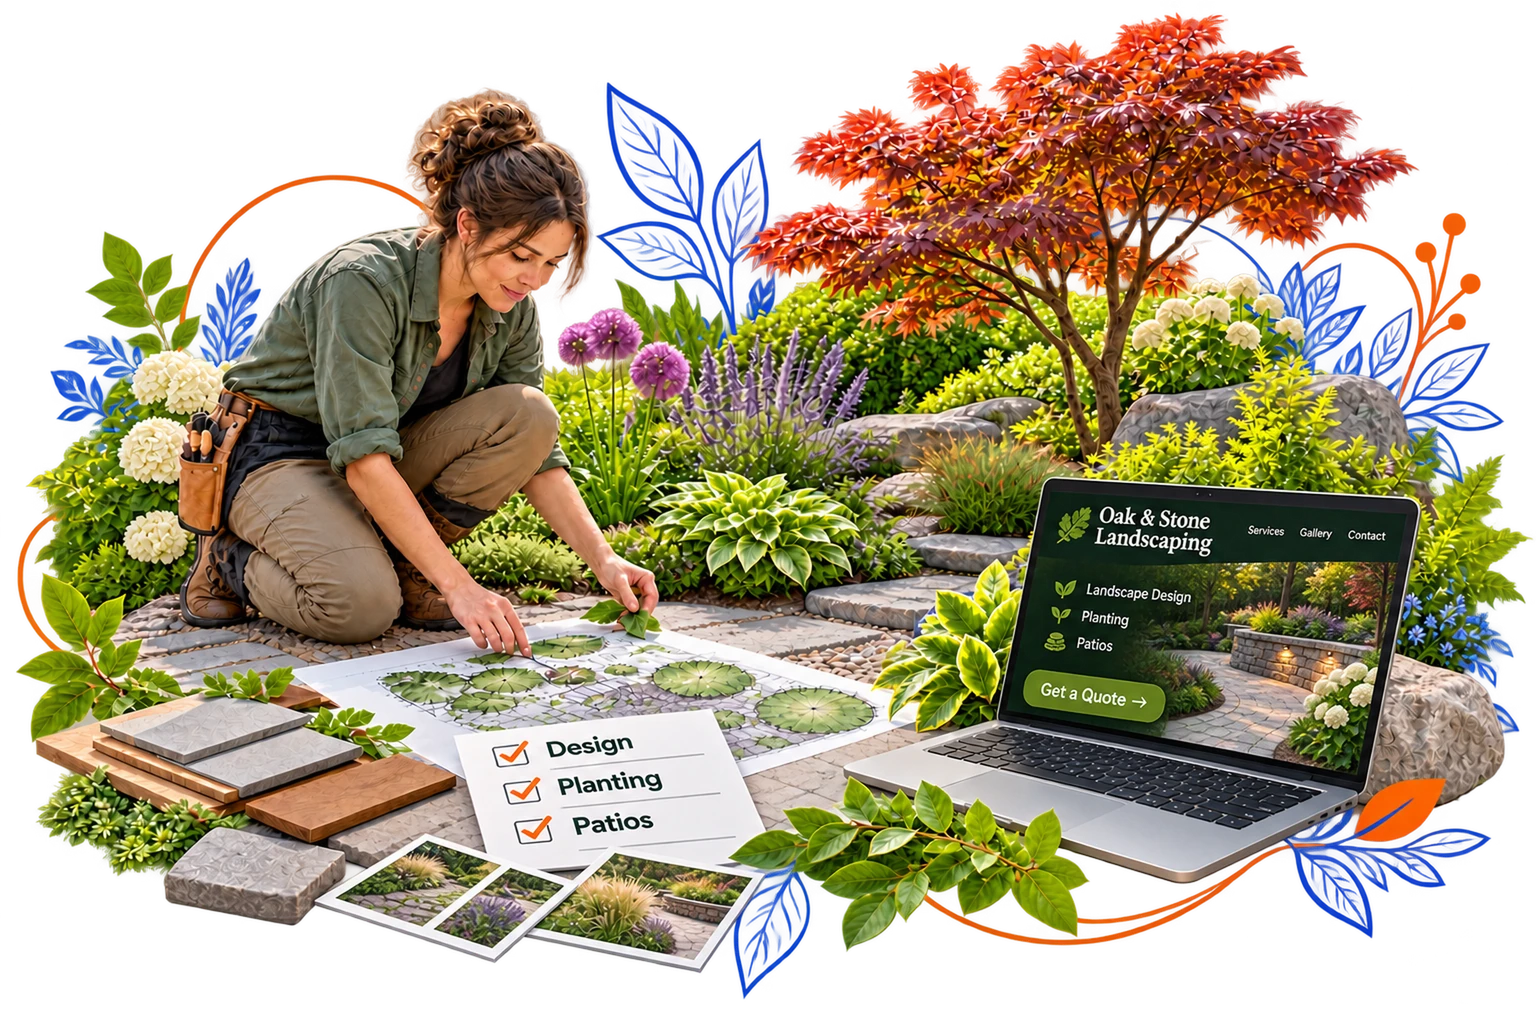 Oak & Stone
Landscaping
Services
Gallery
Contact
Landscape Design
Planting
Patios
Get a Quote →
Design
Planting
Patios